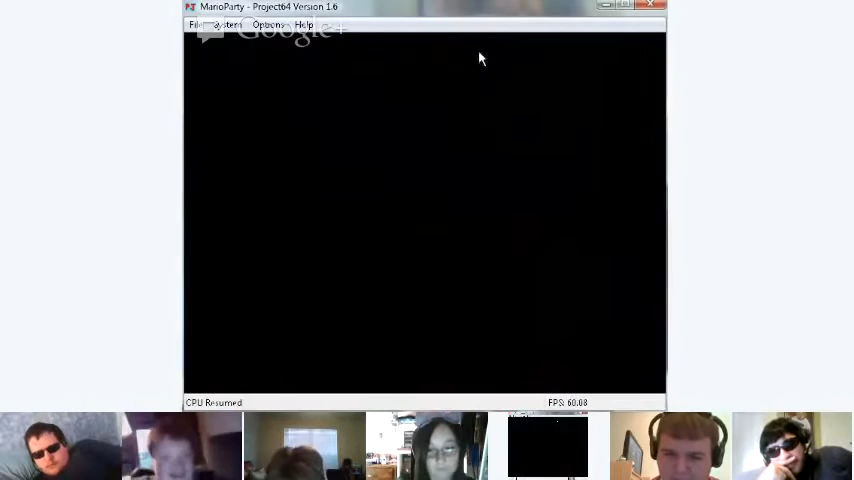 MarioParty - Project64 Version 1.6
File System Options Help
Google+
CPU Resumed
FPS: 60.08